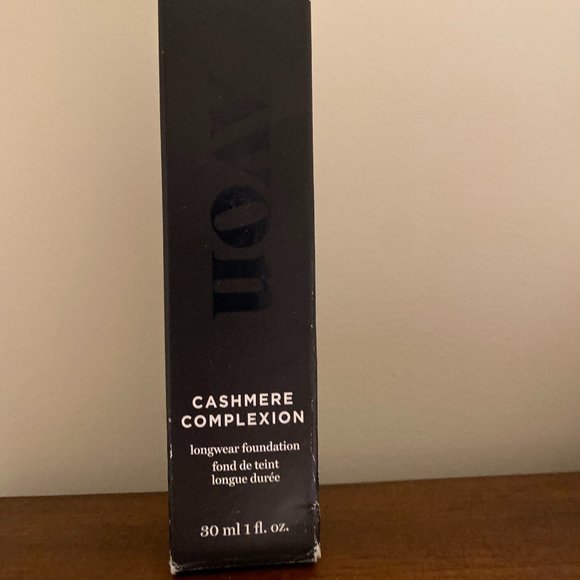 AVON
CASHMERE
COMPLEXION
longwear foundation
fond de teint
longue durée
30 ml 1 fl. oz.